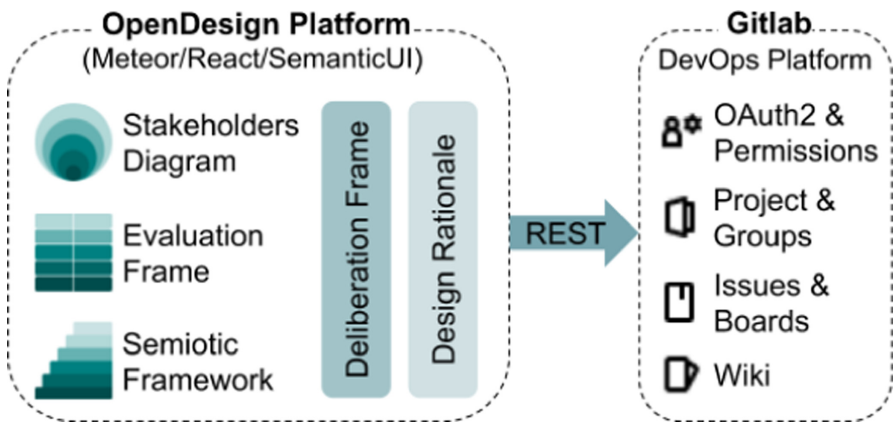 OpenDesign Platform
(Meteor/React/SemanticUI)
Stakeholders
Diagram
Evaluation
Frame
Semiotic
Framework
Deliberation Frame
Design Rationale
REST
Gitlab
DevOps Platform
OAuth2 &
Permissions
Project &
Groups
Issues &
Boards
Wiki